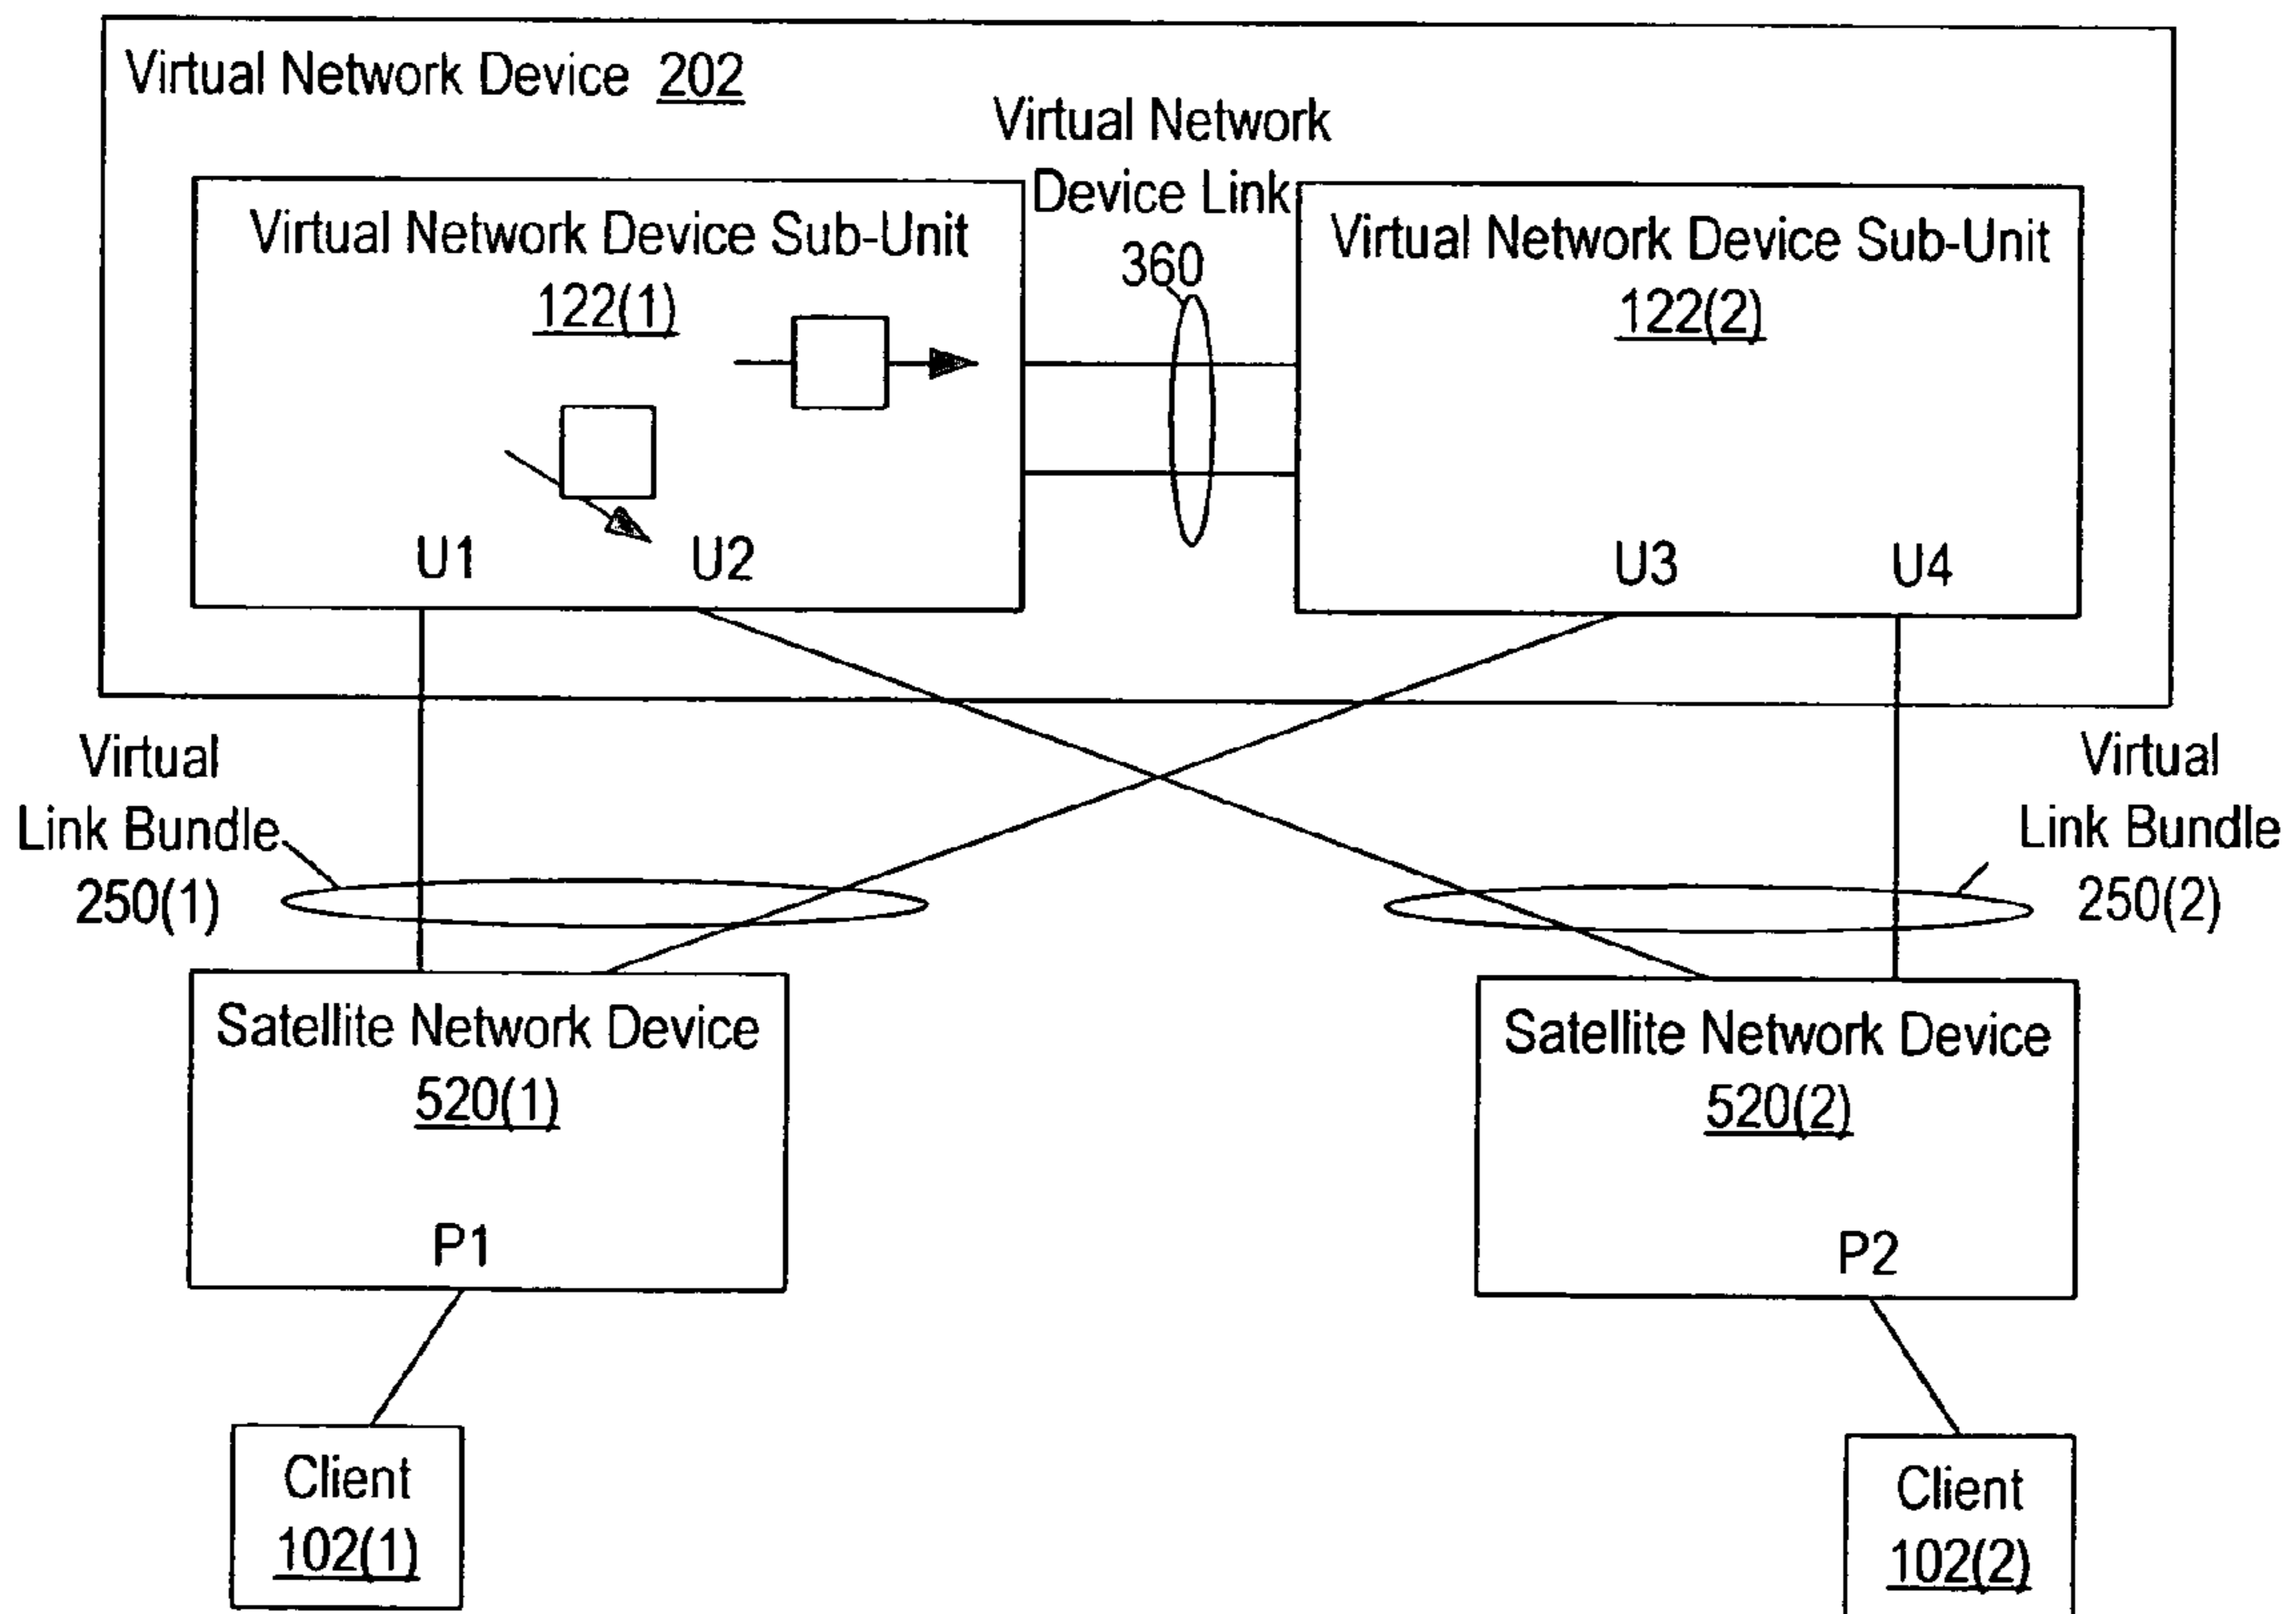 Virtual Network Device 202
Virtual Network
Device Link
360
Virtual Network Device Sub-Unit
122(1)
Virtual Network Device Sub-Unit
122(2)
U1
U2
U3
U4
Virtual
Link Bundle
250(1)
Virtual
Link Bundle
250(2)
Satellite Network Device
520(1)
P1
Satellite Network Device
520(2)
P2
Client
102(1)
Client
102(2)